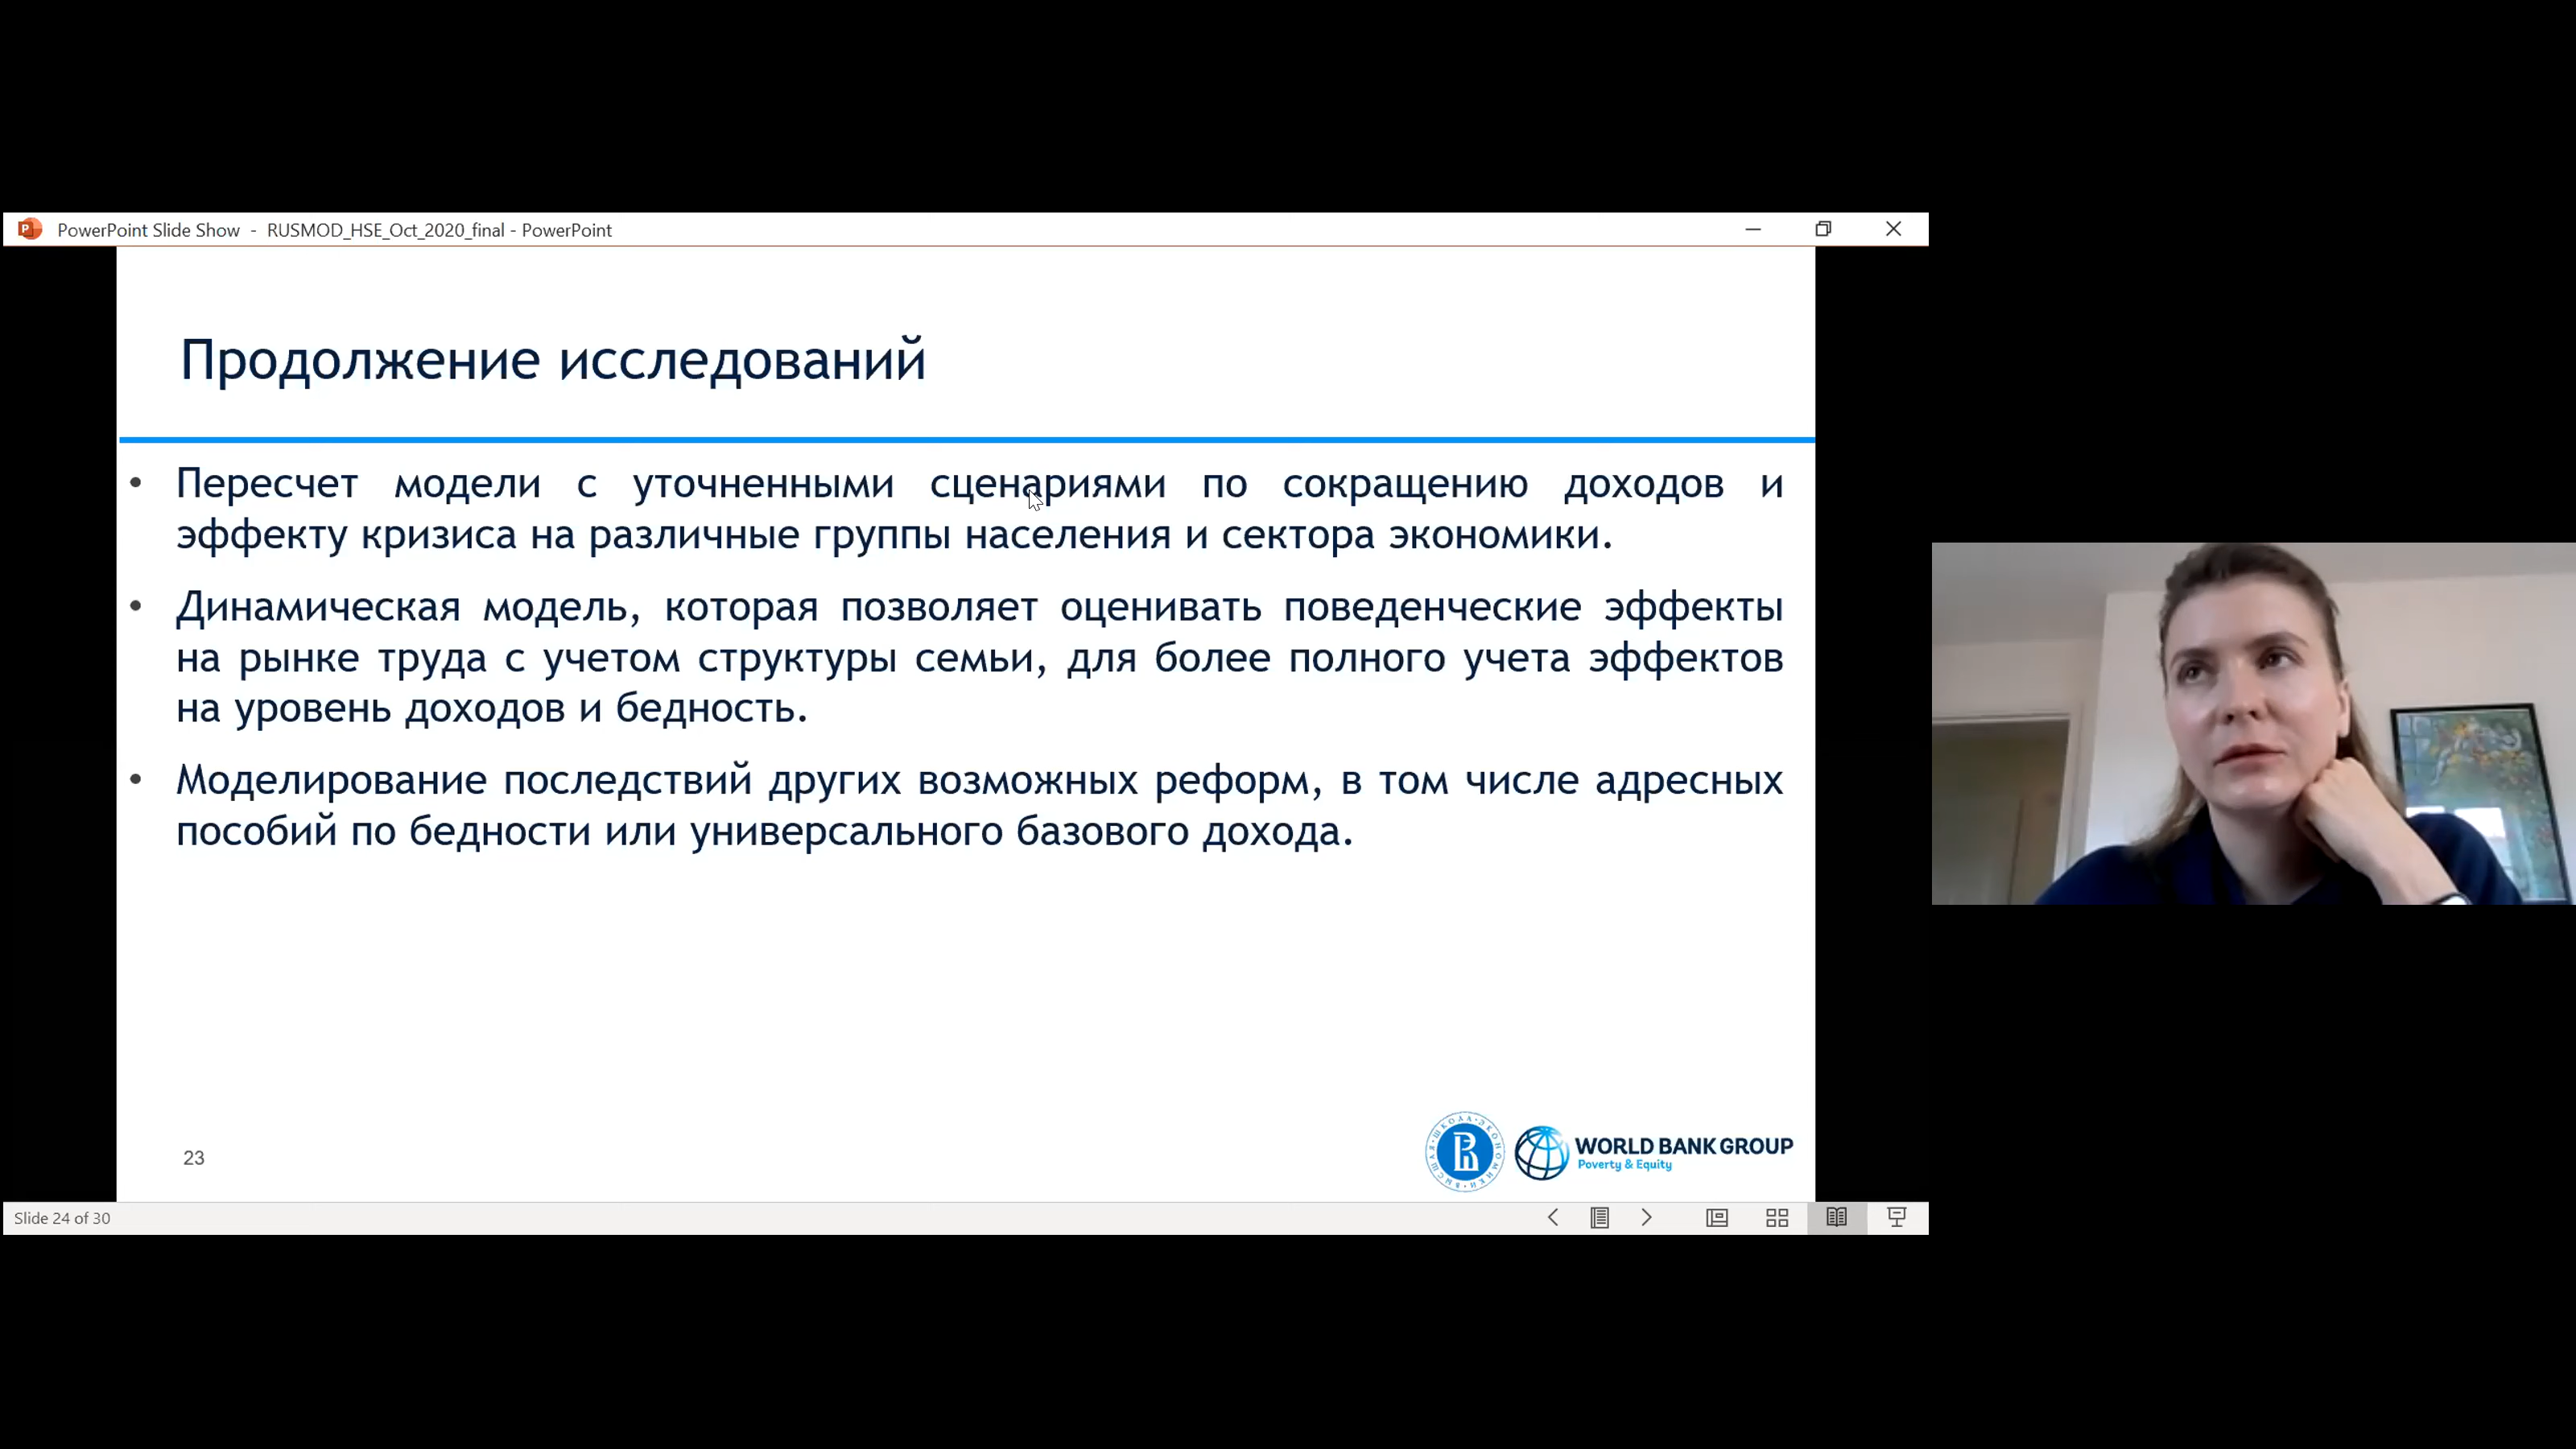 PowerPoint Slide Show - RUSMOD_HSE_Oct_2020_final - PowerPoint
Продолжение исследований
• Пересчет модели с уточненными сценариями по сокращению доходов и
эффекту кризиса на различные группы населения и сектора экономики.
• Динамическая модель, которая позволяет оценивать поведенческие эффекты
на рынке труда с учетом структуры семьи, для более полного учета эффектов
на уровень доходов и бедность.
• Моделирование последствий других возможных реформ, в том числе адресных
пособий по бедности или универсального базового дохода.
23
ВЫСШАЯ ШКОЛА ЭКОНОМИКИ
WORLD BANK GROUP
Poverty & Equity
Slide 24 of 30